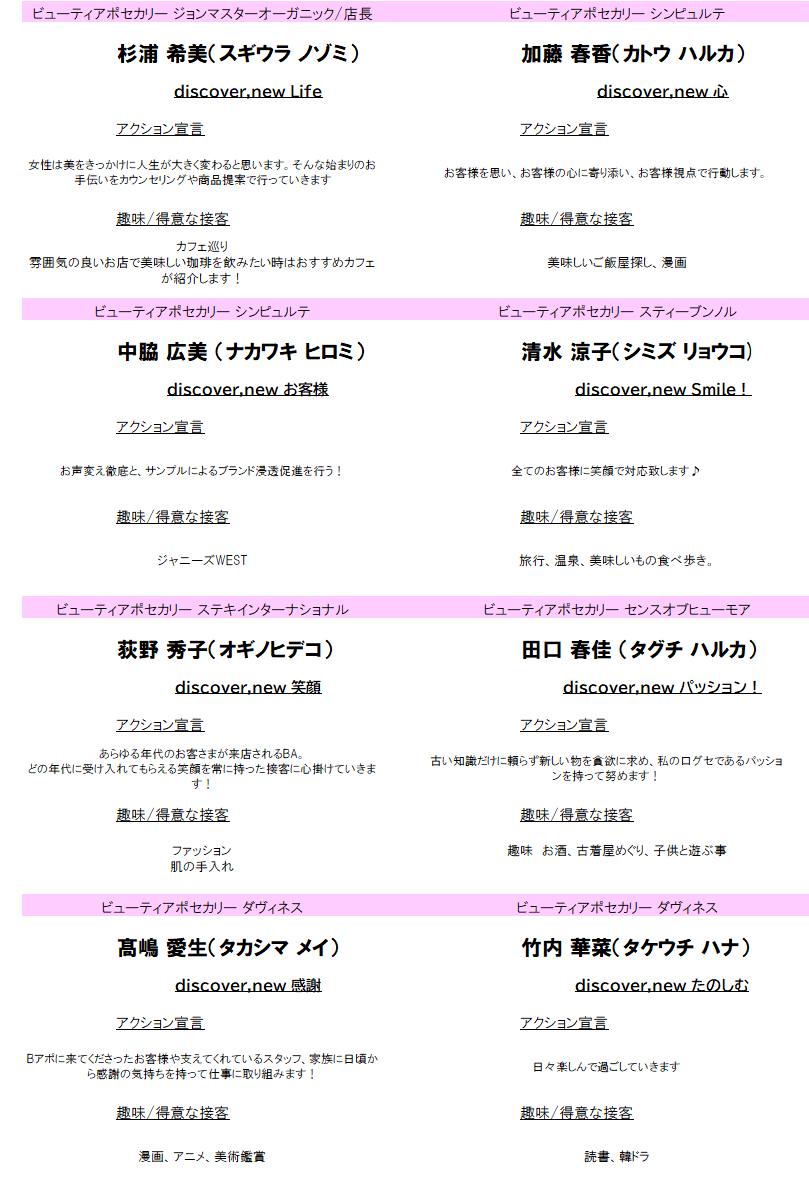 ビューティアポセカリー ジョンマスターオーガニック/店長
杉浦 希美(スギウラ ノゾミ)
discover,new Life
アクション宣言
女性は美をきっかけに人生が大きく変わると思います。そんな始まりのお
手伝いをカウンセリングや商品提案で行っていきます
趣味/得意な接客
カフェ巡り
雰囲気の良いお店で美味しい珈琲を飲みたい時はおすすめカフェ
が紹介します！
ビューティアポセカリー シンピュルテ
加藤 春香(カトウ ハルカ)
discover,new 心
アクション宣言
お客様を思い、お客様の心に寄り添い、お客様視点で行動します。
趣味/得意な接客
美味しいご飯屋探し、漫画
ビューティアポセカリー シンピュルテ
中脇 広美 (ナカワキ ヒロミ)
discover,new お客様
アクション宣言
お声変え徹底と、サンプルによるブランド浸透促進を行う！
趣味/得意な接客
ジャニーズWEST
ビューティアポセカリー スティーブンノル
清水 涼子(シミズ リョウコ)
discover,new Smile！
アクション宣言
全てのお客様に笑顔で対応致します♪
趣味/得意な接客
旅行、温泉、美味しいもの食べ歩き。
ビューティアポセカリー ステキインターナショナル
荻野 秀子(オギノヒデコ)
discover,new 笑顔
アクション宣言
あらゆる年代のお客さまが来店されるBA。
どの年代に受け入れてもらえる笑顔を常に持った接客に心掛けていきま
す！
趣味/得意な接客
ファッション
肌の手入れ
ビューティアポセカリー センスオブヒューモア
田口 春佳 (タグチ ハルカ)
discover,new パッション！
アクション宣言
古い知識だけに頼らず新しい物を貪欲に求め、私のログセであるパッショ
ンを持って努めます！
趣味/得意な接客
趣味　お酒、古着屋めぐり、子供と遊ぶ事
ビューティアポセカリー ダヴィネス
髙嶋 愛生(タカシマ メイ)
discover,new 感謝
アクション宣言
Bアポに来てくださったお客様や支えてくれているスタッフ、家族に日頃か
ら感謝の気持ちを持って仕事に取り組みます！
趣味/得意な接客
漫画、アニメ、美術鑑賞
ビューティアポセカリー ダヴィネス
竹内 華菜(タケウチ ハナ)
discover,new たのしむ
アクション宣言
日々楽しんで過ごしていきます
趣味/得意な接客
読書、韓ドラ